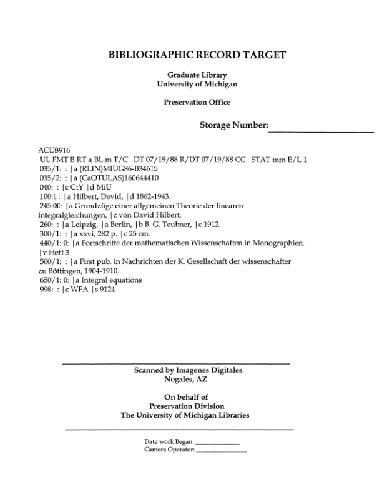 BIBLIOGRAPHIC RECORD TARGET
Graduate Library
University of Michigan
Preservation Office
Storage Number:
ACU8916
UL FMT B RT a BL m T/C DT 07/19/88 R/DT 07/19/88 CC STAT mm E/L 1
035/1: : |a (RLIN)MIUG86-B34615
035/2: : |a (CaOTULAS)160644410
040: : |c C:Y |d MiU
100:1 : |a Hilbert, David, |d 1862-1943.
245:00: |a Grundzüge einer allgemeinen Theorie der linearen
integralgleichungen, |c von David Hilbert.
260: : |a Leipzig, |a Berlin, |b B. G. Teubner, |c 1912.
300/1: : |a xxvi, 282 p. |c 25 cm.
440/1: 0: |a Fortschritte der mathematischen Wissenschaften in Monographien.
|v Heft 3
500/1: : |a First pub. in Nachrichten der K. Gesellschaft der wissenschaften
zu Göttingen, 1904-1910.
650/1: 0: |a Integral equations
998: : |c WFA |s 9124
Scanned by Imagenes Digitales
Nogales, AZ
On behalf of
Preservation Division
The University of Michigan Libraries
Date work Began:
Camera Operator: